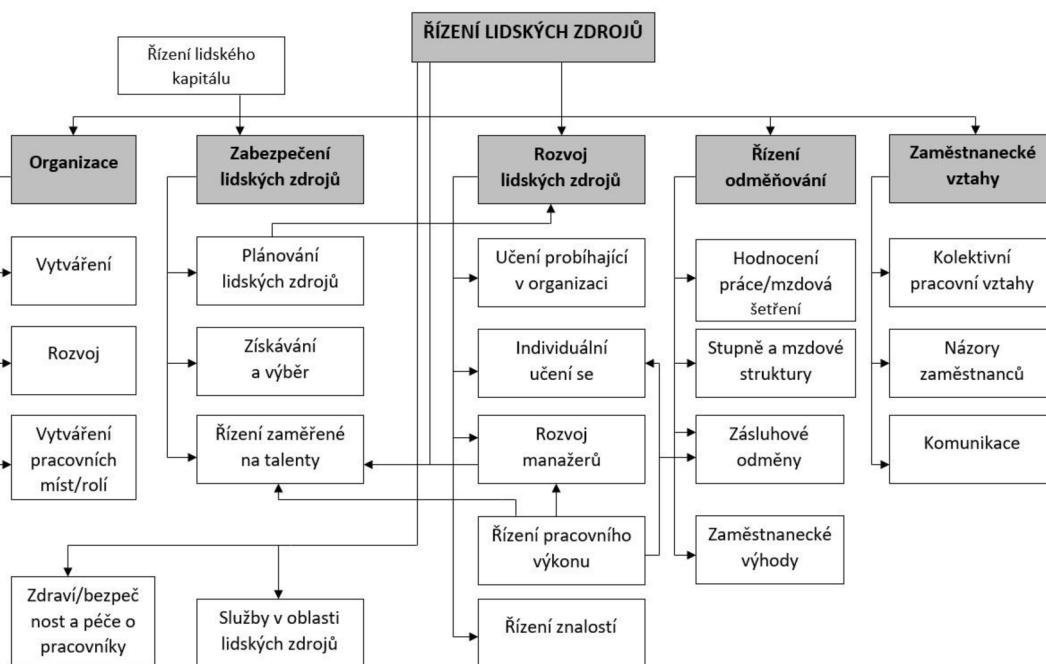 ŘÍZENÍ LIDSKÝCH ZDROJŮ
Řízení lidského
kapitálu
Organizace
Zabezpečení
lidských zdrojů
Rozvoj
lidských zdrojů
Řízení
odměňování
Zaměstnanecké
vztahy
Vytváření
Plánování
lidských zdrojů
Učení probíhající
v organizaci
Hodnocení
práce/mzdová
šetření
Kolektivní
pracovní vztahy
Rozvoj
Získávání
a výběr
Individuální
učení se
Stupně a mzdové
struktury
Názory
zaměstnanců
Vytváření
pracovních
míst/rolí
Řízení zaměřené
na talenty
Rozvoj
manažerů
Zásluhové
odměny
Komunikace
Řízení pracovního
výkonu
Zaměstnanecké
výhody
Zdraví/bezpeč
nost a péče o
pracovníky
Služby v oblasti
lidských zdrojů
Řízení znalostí